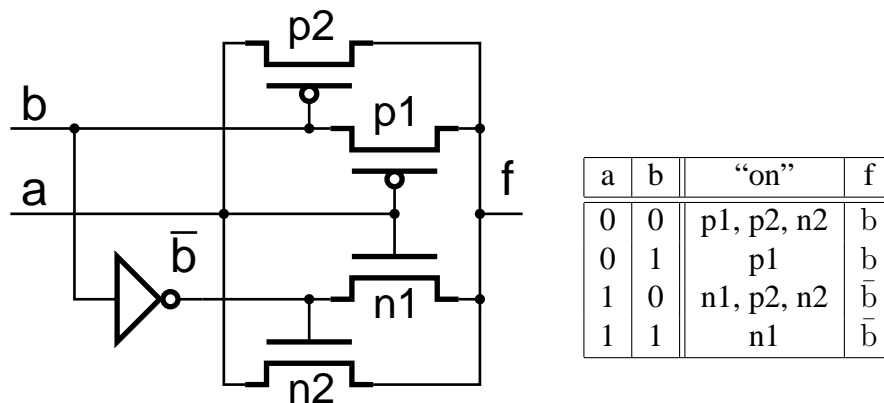 p2
b
p1
a
f
b̄
n1
n2
a b "on" f
0 0 p1, p2, n2 b
0 1 p1 b
1 0 n1, p2, n2 b̄
1 1 n1 b̄